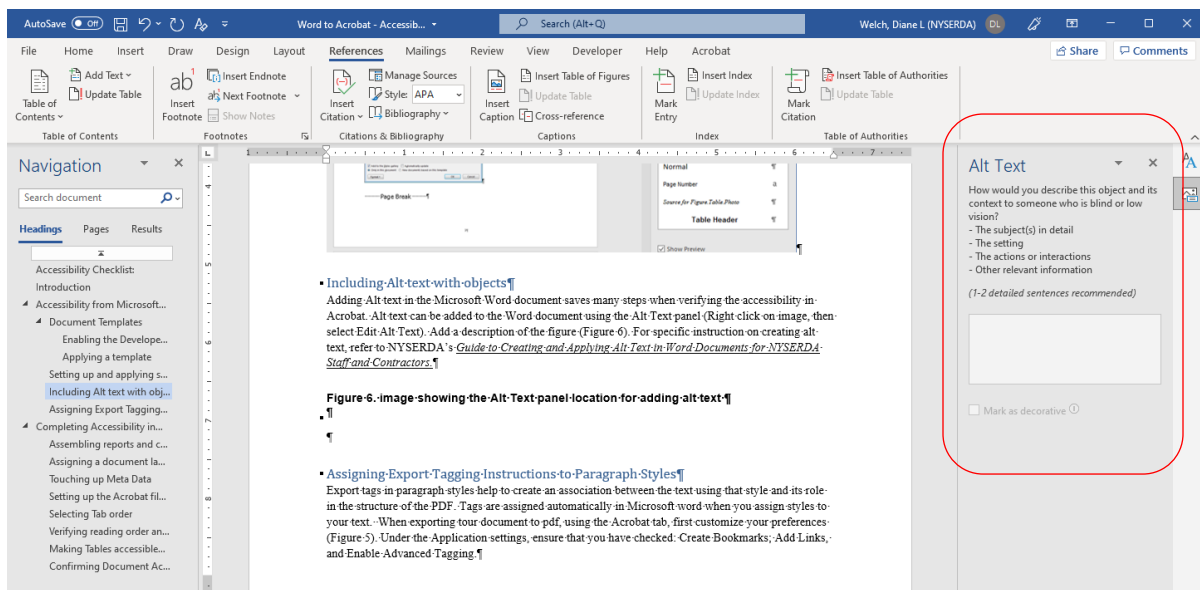 AutoSave Off Word to Acrobat - Accessib... Search (Alt+Q) Welch, Diane L (NYSERDA) DL
File Home Insert Draw Design Layout References Mailings Review View Developer Help Acrobat Share Comments
Table of Contents
Add Text
Update Table
Table of Contents
ab1
Insert Footnote
Insert Endnote
Next Footnote
Show Notes
Footnotes
Insert Citation
Manage Sources
Style: APA
Bibliography
Citations & Bibliography
Insert Caption
Insert Table of Figures
Update Table
Cross-reference
Captions
Mark Entry
Insert Index
Update Index
Index
Mark Citation
Insert Table of Authorities
Update Table
Table of Authorities
Navigation
Search document
Headings Pages Results
Accessibility Checklist:
Introduction
Accessibility from Microsoft...
Document Templates
Enabling the Develope...
Applying a template
Setting up and applying s...
Including Alt text with obj...
Assigning Export Tagging...
Completing Accessibility in...
Assembling reports and c...
Assigning a document la...
Touching up Meta Data
Setting up the Acrobat fil...
Selecting Tab order
Verifying reading order an...
Making Tables accessible...
Confirming Document Ac...
1 1 2 3 4 5 6 7
4
5
6
7
8
Page Break ¶
Normal ¶
Page Number a
Source for Figure.Table.Photo ¶
Table Header ¶
Show Preview
¶
Including·Alt·text·with·objects¶
Adding·Alt·text·in·the·Microsoft·Word·document·saves·many·steps·when·verifying·the·accessibility·in·
Acrobat.·Alt·text·can·be·added·to·the·Word·document·using·the·Alt·Text·panel·(Right·click·on·image,·then·
select·Edit·Alt·Text).··Add·a·description·of·the·figure·(Figure·6).·For·specific·instruction·on·creating·alt·
text,·refer·to·NYSERDA's·Guide·to·Creating·and·Applying·Alt·Text·in·Word·Documents·for·NYSERDA·
Staff·and·Contractors.¶
Figure·6.·image·showing·the·Alt·Text·panel·location·for·adding·alt·text·¶
¶
¶
Assigning·Export·Tagging·Instructions·to·Paragraph·Styles¶
Export·tags·in·paragraph·styles·help·to·create·an·association·between·the·text·using·that·style·and·its·role·
in·the·structure·of·the·PDF.·Tags·are·assigned·automatically·in·Microsoft·word·when·you·assign·styles·to·
your·text.··When·exporting·tour·document·to·pdf,·using·the·Acrobat·tab,·first·customize·your·preferences·
(Figure·5).·Under·the·Application·settings,·ensure·that·you·have·checked:·Create·Bookmarks;·Add·Links,·
and·Enable·Advanced·Tagging.¶
Alt Text
How would you describe this object and its
context to someone who is blind or low
vision?
- The subject(s) in detail
- The setting
- The actions or interactions
- Other relevant information
(1-2 detailed sentences recommended)
Mark as decorative